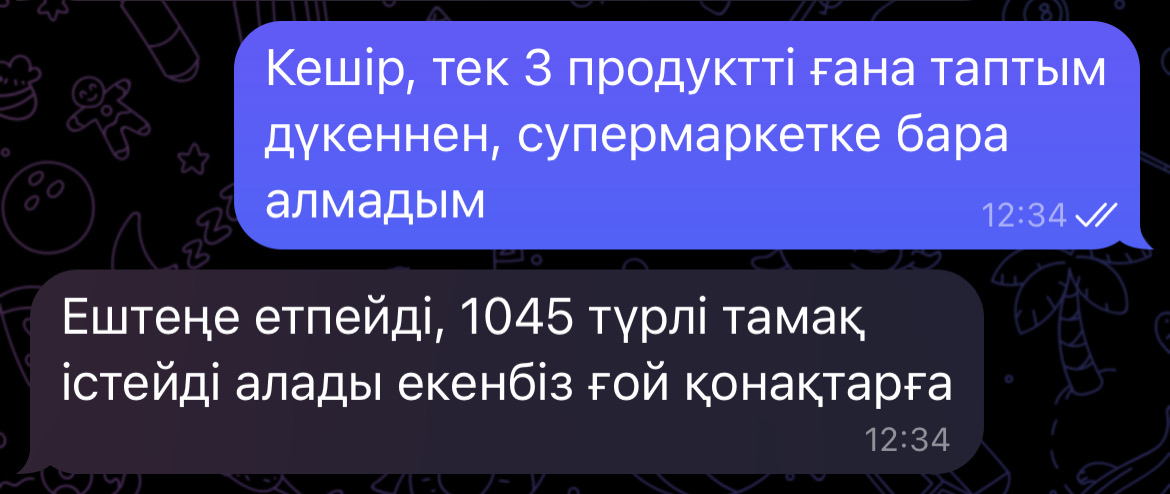 Кешір, тек 3 продуктті ғана таптым
дүкеннен, супермаркетке бара
алмадым
12:34
Ештеңе етпейді, 1045 түрлі тамақ
істейді алады екенбіз ғой қонақтарға
12:34